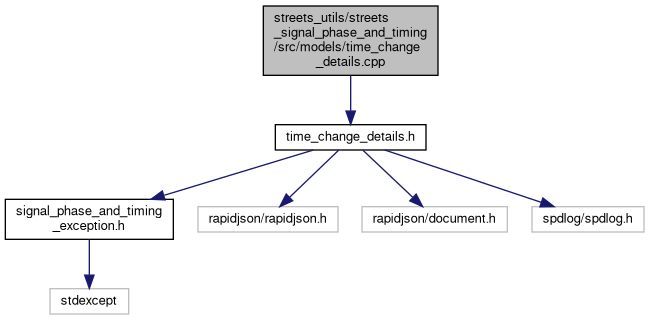 streets_utils/streets
_signal_phase_and_timing
/src/models/time_change
_details.cpp
time_change_details.h
signal_phase_and_timing
_exception.h
rapidjson/rapidjson.h
rapidjson/document.h
spdlog/spdlog.h
stdexcept